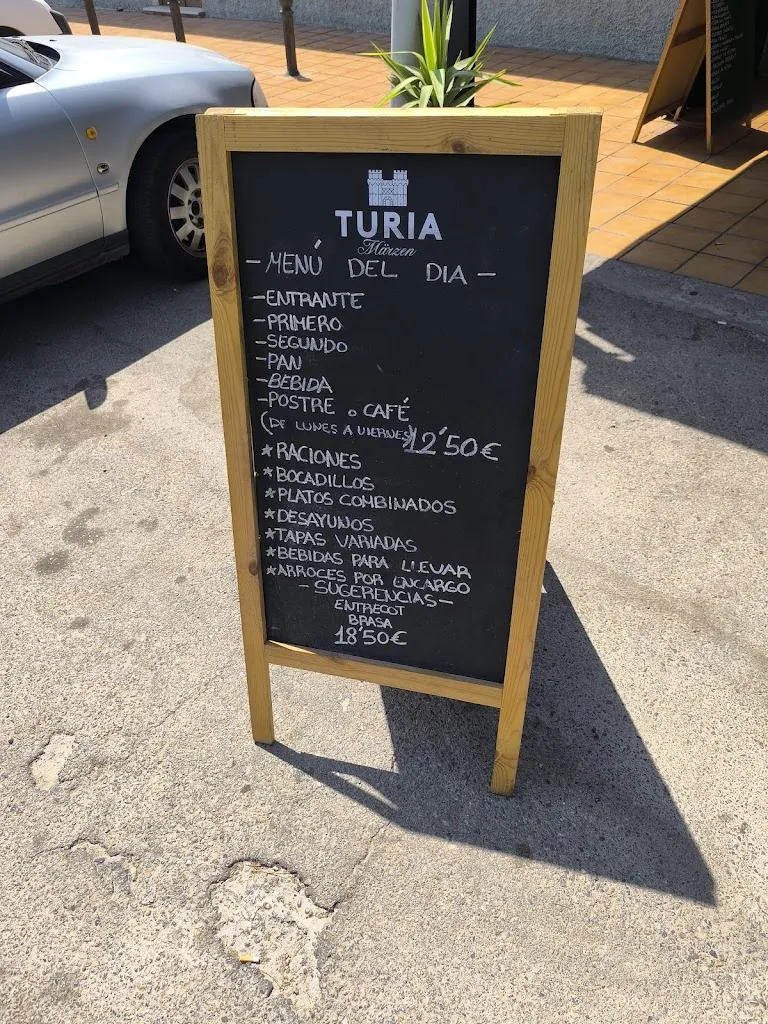 TURIA
Märzen
- MENÚ DEL DIA -
- ENTRANTE
- PRIMERO
- SEGUNDO
- PAN
- BEBIDA
- POSTRE o CAFÉ
(DE LUNES A VIERNES) 12'50€
* RACIONES
* BOCADILLOS
* PLATOS COMBINADOS
* DESAYUNOS
* TAPAS VARIADAS
* BEBIDAS PARA LLEVAR
* ARROCES POR ENCARGO
- SUGERENCIAS -
ENTRECOT
BRASA
18'50€